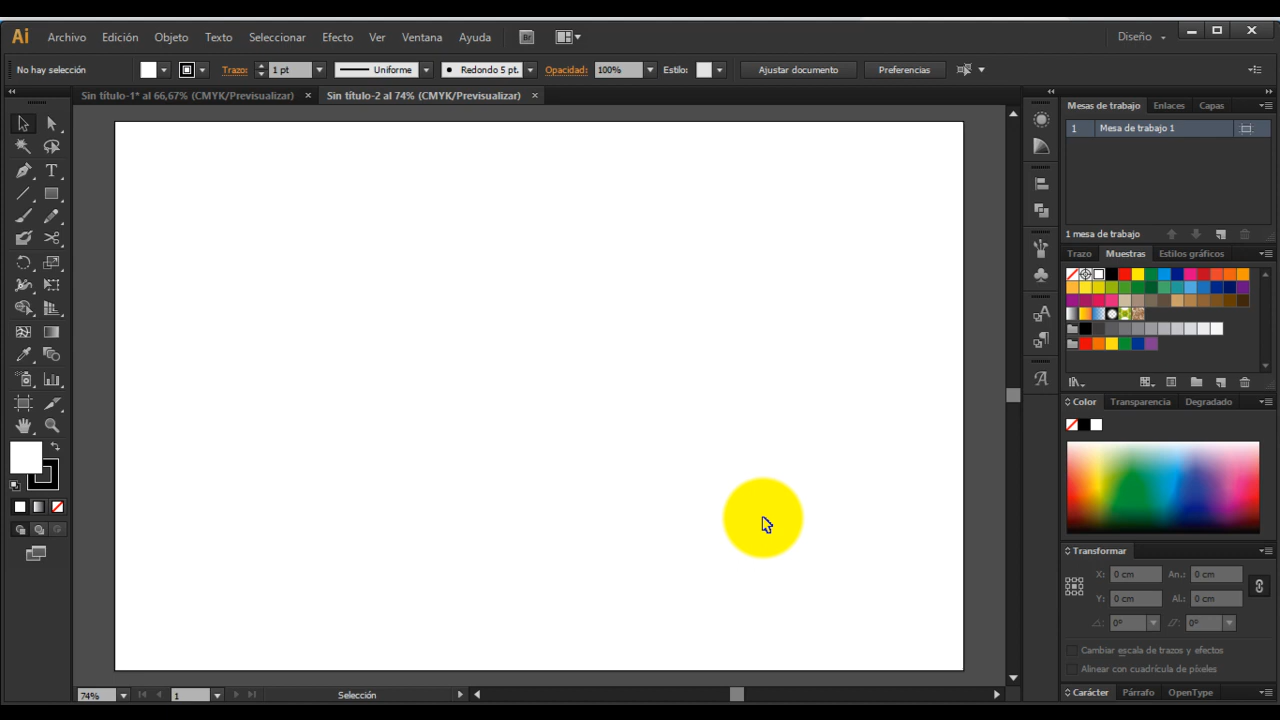 Ai Archivo Edición Objeto Texto Seleccionar Efecto Ver Ventana Ayuda Br Diseño
No hay selección Trazo: 1 pt Uniforme Redondo 5 pt. Opacidad: 100% Estilo: Ajustar documento Preferencias
Sin título-1* al 66,67% (CMYK/Previsualizar) × Sin título-2 al 74% (CMYK/Previsualizar) ×
Mesas de trabajo Enlaces Capas
1 Mesa de trabajo 1
1 mesa de trabajo
Trazo Muestras Estilos gráficos
Color Transparencia Degradado
Transformar
X: 0 cm An.: 0 cm
Y: 0 cm Al.: 0 cm
0° 0°
Cambiar escala de trazos y efectos
Alinear con cuadrícula de píxeles
Carácter Párrafo OpenType
74% 1 Selección